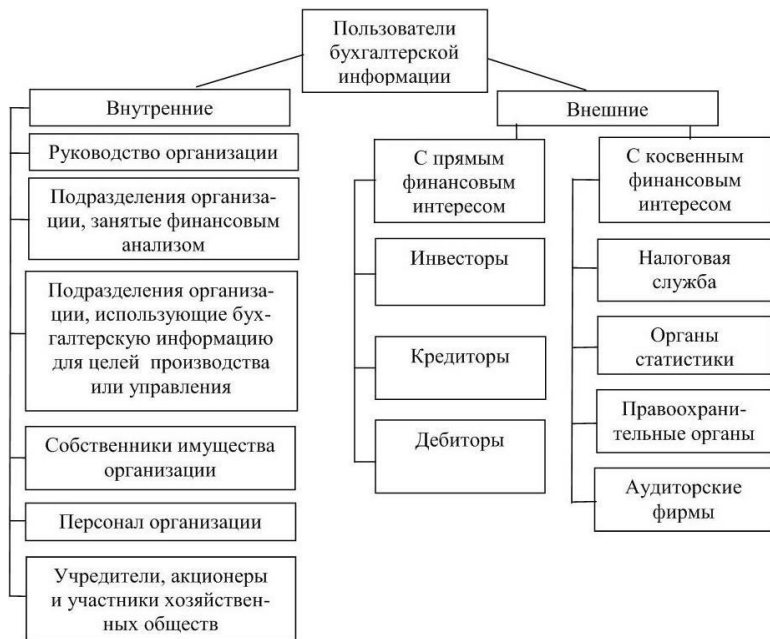 Пользователи
бухгалтерской
информации
Внутренние
Руководство организации
Подразделения организа-
ции, занятые финансовым
анализом
Подразделения организа-
ции, использующие бух-
галтерскую информацию
для целей производства
или управления
Собственники имущества
организации
Персонал организации
Учредители, акционеры
и участники хозяйствен-
ных обществ
Внешние
С прямым
финансовым
интересом
Инвесторы
Кредиторы
Дебиторы
С косвенным
финансовым
интересом
Налоговая
служба
Органы
статистики
Правоохрани-
тельные органы
Аудиторские
фирмы